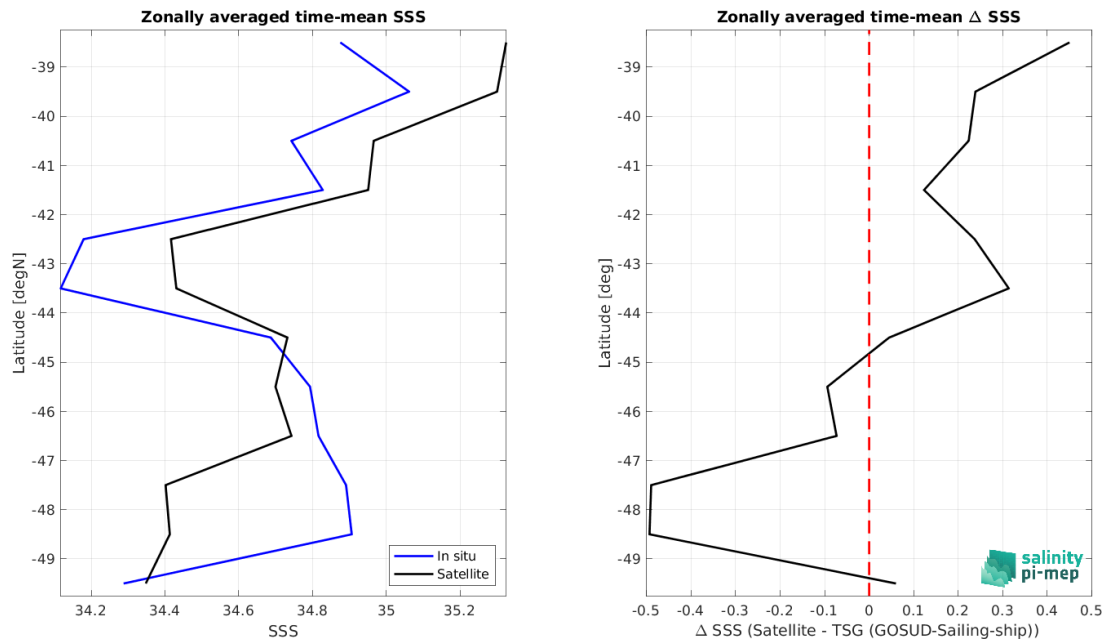 Zonally averaged time-mean SSS
-39
-40
-41
-42
-43
-44
-45
-46
-47
-48
-49
Latitude [degN]
In situ
Satellite
34.2 34.4 34.6 34.8 35 35.2
SSS
Zonally averaged time-mean Δ SSS
-39
-40
-41
-42
-43
-44
-45
-46
-47
-48
-49
Latitude [deg]
salinity
pi-mep
-0.5 -0.4 -0.3 -0.2 -0.1 0 0.1 0.2 0.3 0.4 0.5
Δ SSS (Satellite - TSG (GOSUD-Sailing-ship))